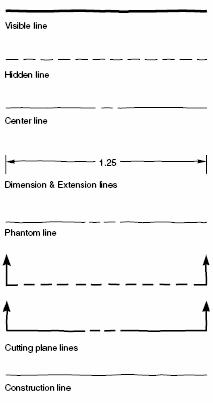 Visible line
Hidden line
Center line
1.25
Dimension & Extension lines
Phantom line
Cutting plane lines
Construction line